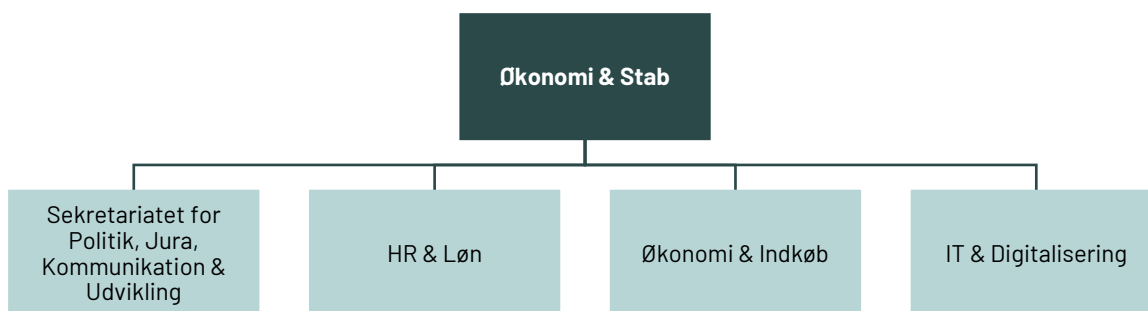 Økonomi & Stab
Sekretariatet for
Politik, Jura,
Kommunikation &
Udvikling
HR & Løn
Økonomi & Indkøb
IT & Digitalisering